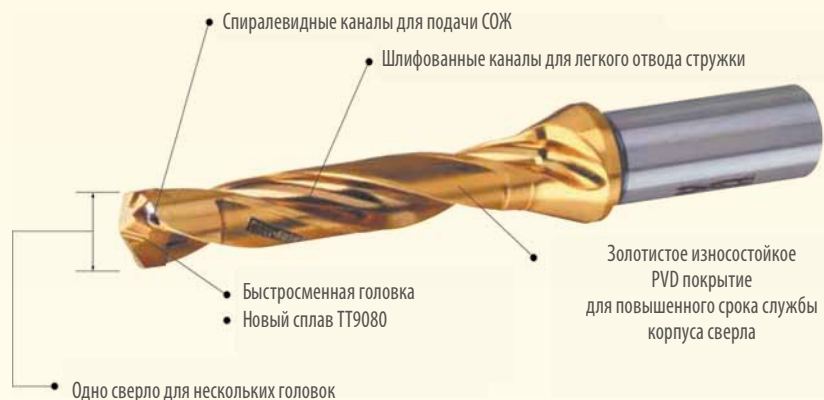 Спиралевидные каналы для подачи СОЖ
Шлифованные каналы для легкого отвода стружки
Золотистое износостойкое
PVD покрытие
для повышенного срока службы
корпуса сверла
Быстросменная головка
Новый сплав TT9080
Одно сверло для нескольких головок